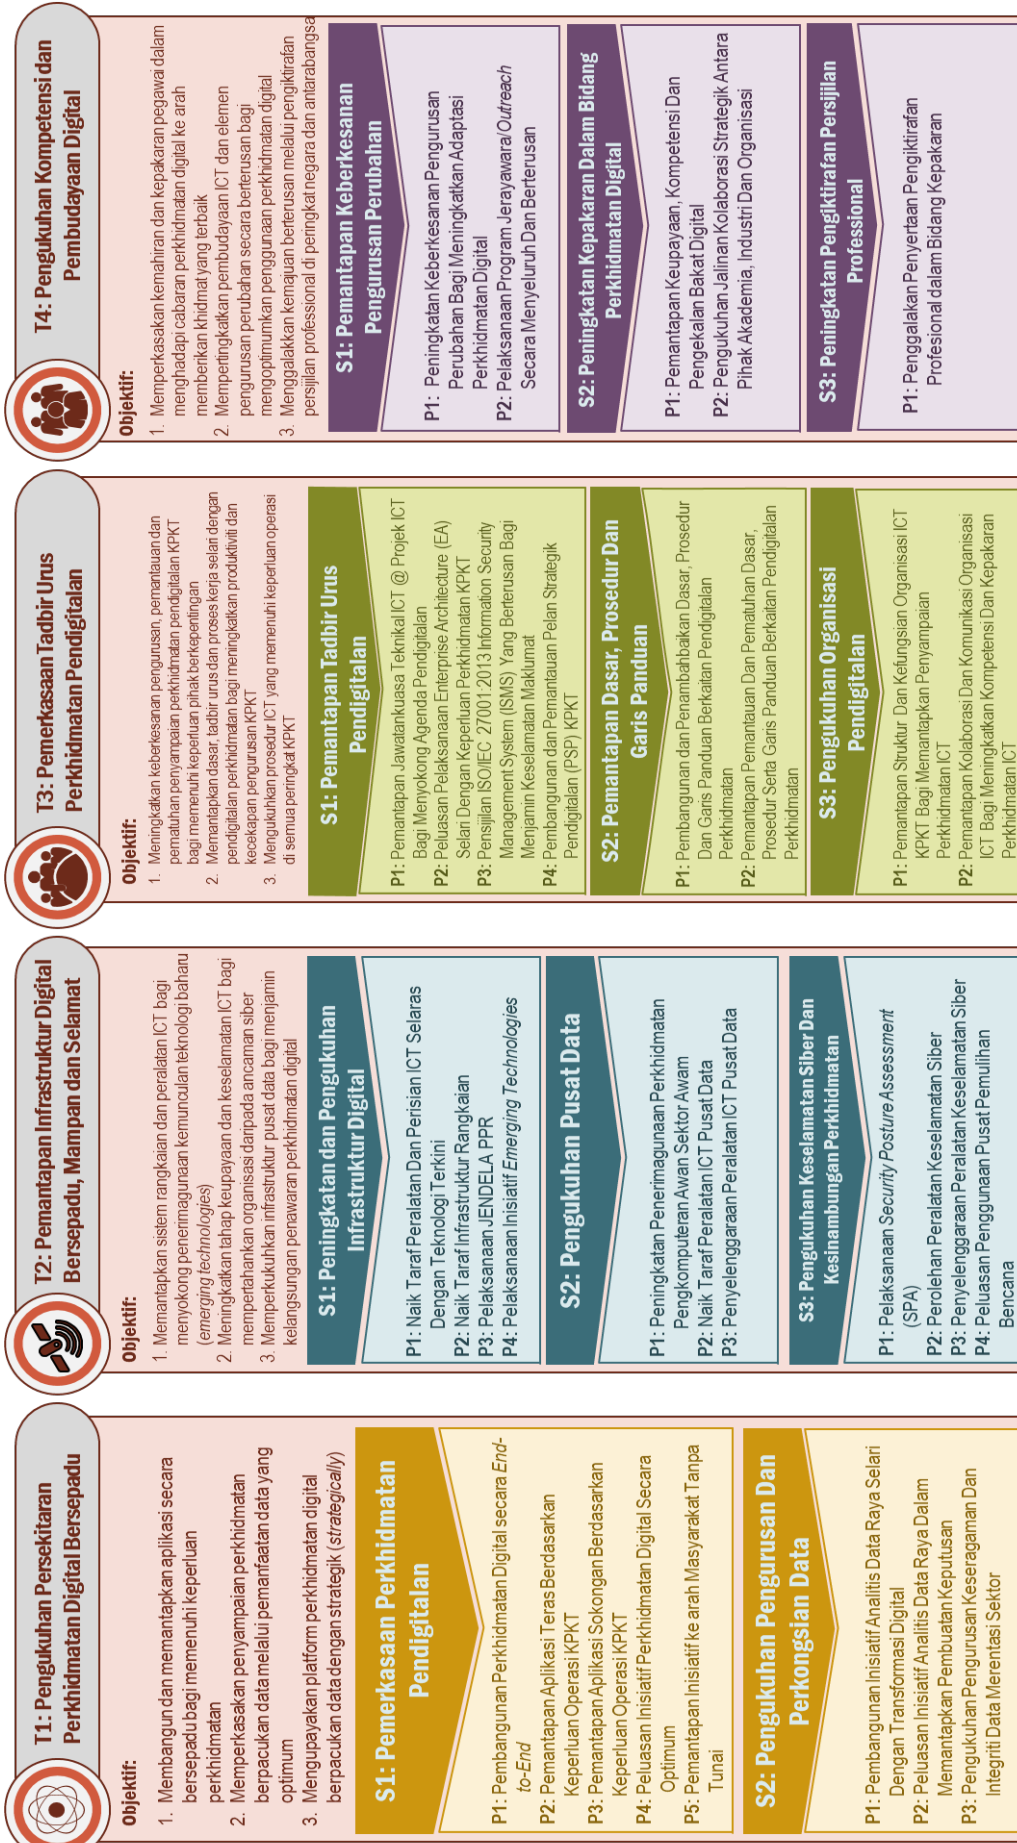 T1: Pengukuhan Persekitaran
Perkhidmatan Digital Bersepadu
Objektif:
1. Membangun dan memantapkan aplikasi secara
bersepadu bagi memenuhi keperluan
perkhidmatan
2. Memperkasakan penyampaian perkhidmatan
berpacukan data melalui pemanfaatan data yang
optimum
3. Mengupayakan platform perkhidmatan digital
berpacukan data dengan strategik (strategically)
S1: Pemerkasaan Perkhidmatan
Pendigitalan
P1: Pembangunan Perkhidmatan Digital secara End-
to-End
P2: Pemantapan Aplikasi Teras Berdasarkan
Keperluan Operasi KPKT
P3: Pemantapan Aplikasi Sokongan Berdasarkan
Keperluan Operasi KPKT
P4: Peluasan Inisiatif Perkhidmatan Digital Secara
Optimum
P5: Pemantapan Inisiatif ke arah Masyarakat Tanpa
Tunai
S2: Pengukuhan Pengurusan Dan
Perkongsian Data
P1: Pembangunan Inisiatif Analitis Data Raya Selari
Dengan Transformasi Digital
P2: Peluasan Inisiatif Analitis Data Raya Dalam
Memantapkan Pembuatan Keputusan
P3: Pengukuhan Pengurusan Keseragaman Dan
Integriti Data Merentasi Sektor
T2: Pemantapan Infrastruktur Digital
Bersepadu, Mampan dan Selamat
Objektif:
1. Memantapkan sistem rangkaian dan peralatan ICT bagi
menyokong penerimagunaan kemunculan teknologi baharu
(emerging technologies)
2. Meningkatkan tahap keupayaan dan keselamatan ICT bagi
mempertahankan organisasi daripada ancaman siber
3. Memperkukuhkan infrastruktur pusat data bagi menjamin
kelangsungan penawaran perkhidmatan digital
S1: Peningkatan dan Pengukuhan
Infrastruktur Digital
P1: Naik Taraf Peralatan Dan Perisian ICT Selaras
Dengan Teknologi Terkini
P2: Naik Taraf Infrastruktur Rangkaian
P3: Pelaksanaan JENDELA PPR
P4: Pelaksanaan Inisiatif Emerging Technologies
S2: Pengukuhan Pusat Data
P1: Peningkatan Penerimagunaan Perkhidmatan
Pengkomputeran Awan Sektor Awam
P2: Naik Taraf Peralatan ICT Pusat Data
P3: Penyelenggaraan Peralatan ICT Pusat Data
S3: Pengukuhan Keselamatan Siber Dan
Kesinambungan Perkhidmatan
P1: Pelaksanaan Security Posture Assessment
(SPA)
P2: Perolehan Peralatan Keselamatan Siber
P3: Penyelenggaraan Peralatan Keselamatan Siber
P4: Peluasan Penggunaan Pusat Pemulihan
Bencana
T3: Pemerkasaan Tadbir Urus
Perkhidmatan Pendigitalan
Objektif:
1. Meningkatkan keberkesanan pengurusan, pemantauan dan
pematuhan penyampaian perkhidmatan pendigitalan KPKT
bagi memenuhi keperluan pihak berkepentingan
2. Memantapkan dasar, tadbir urus dan proses kerja selari dengan
pendigitalan perkhidmatan bagi meningkatkan produktiviti dan
kecekapan pengurusan KPKT
3. Mengukuhkan prosedur ICT yang memenuhi keperluan operasi
di semua peringkat KPKT
S1: Pemantapan Tadbir Urus
Pendigitalan
P1: Pemantapan Jawatankuasa Teknikal ICT @ Projek ICT
Bagi Menyokong Agenda Pendigitalan
P2: Peluasan Pelaksanaan Enterprise Architecture (EA)
Selari Dengan Keperluan Perkhidmatan KPKT
P3: Pensijilan ISO/IEC 27001:2013 Information Security
Management System (ISMS) Yang Berterusan Bagi
Menjamin Keselamatan Maklumat
P4: Pembangunan dan Pemantauan Pelan Strategik
Pendigitalan (PSP) KPKT
S2: Pemantapan Dasar, Prosedur Dan
Garis Panduan
P1: Pembangunan dan Penambahbaikan Dasar, Prosedur
Dan Garis Panduan Berkaitan Pendigitalan
Perkhidmatan
P2: Pemantapan Pemantauan Dan Pematuhan Dasar,
Prosedur Serta Garis Panduan Berkaitan Pendigitalan
Perkhidmatan
S3: Pengukuhan Organisasi
Pendigitalan
P1: Pemantapan Struktur Dan Kefungsian Organisasi ICT
KPKT Bagi Memantapkan Penyampaian
Perkhidmatan ICT
P2: Pemantapan Kolaborasi Dan Komunikasi Organisasi
ICT Bagi Meningkatkan Kompetensi Dan Kepakaran
Perkhidmatan ICT
T4: Pengukuhan Kompetensi dan
Pembudayaan Digital
Objektif:
1. Memperkasakan kemahiran dan kepakaran pegawai dalam
menghadapi cabaran perkhidmatan digital ke arah
memberikan khidmat yang terbaik
2. Mempertingkatkan pembudayaan ICT dan elemen
pengurusan perubahan secara berterusan bagi
mengoptimumkan penggunaan perkhidmatan digital
3. Menggalakkan kemajuan berterusan melalui pengiktirafan
persijilan professional di peringkat negara dan antarabangsa
S1: Pemantapan Keberkesanan
Pengurusan Perubahan
P1: Peningkatan Keberkesanan Pengurusan
Perubahan Bagi Meningkatkan Adaptasi
Perkhidmatan Digital
P2: Pelaksanaan Program Jerayawara/Outreach
Secara Menyeluruh Dan Berterusan
S2: Peningkatan Kepakaran Dalam Bidang
Perkhidmatan Digital
P1: Pemantapan Keupayaan, Kompetensi Dan
Pengekalan Bakat Digital
P2: Pengukuhan Jalinan Kolaborasi Strategik Antara
Pihak Akademia, Industri Dan Organisasi
S3: Peningkatan Pengiktirafan Persijilan
Professional
P1: Penggalakan Penyertaan Pengiktirafan
Profesional dalam Bidang Kepakaran